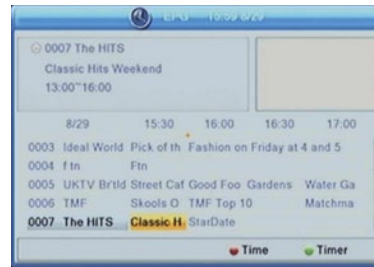 EPG 15:59 8/29
0007 The HITS
Classic Hits Weekend
13:00~16:00
8/29 15:30 16:00 16:30 17:00
0003 Ideal World Pick of th Fashion on Friday at 4 and 5
0004 f tn Ftn
0005 UKTV Br'tId Street Caf Good Foo Gardens Water Ga
0006 TMF Skools O TMF Top 10 Matchma
0007 The HITS Classic H StarDate
Time Timer